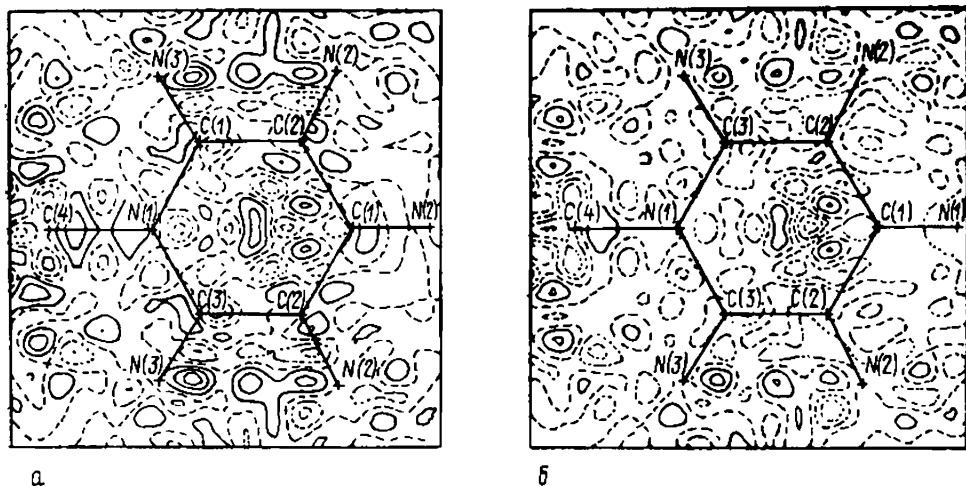 N(3) N(2)
C(1) C(2)
C(4) N(1) C(1) N(2)
C(3) C(2)
N(3) N(2)
а
N(3) N(2)
C(3) C(2)
C(4) N(1) C(1) N(1)
C(3) C(2)
N(3) N(2)
б